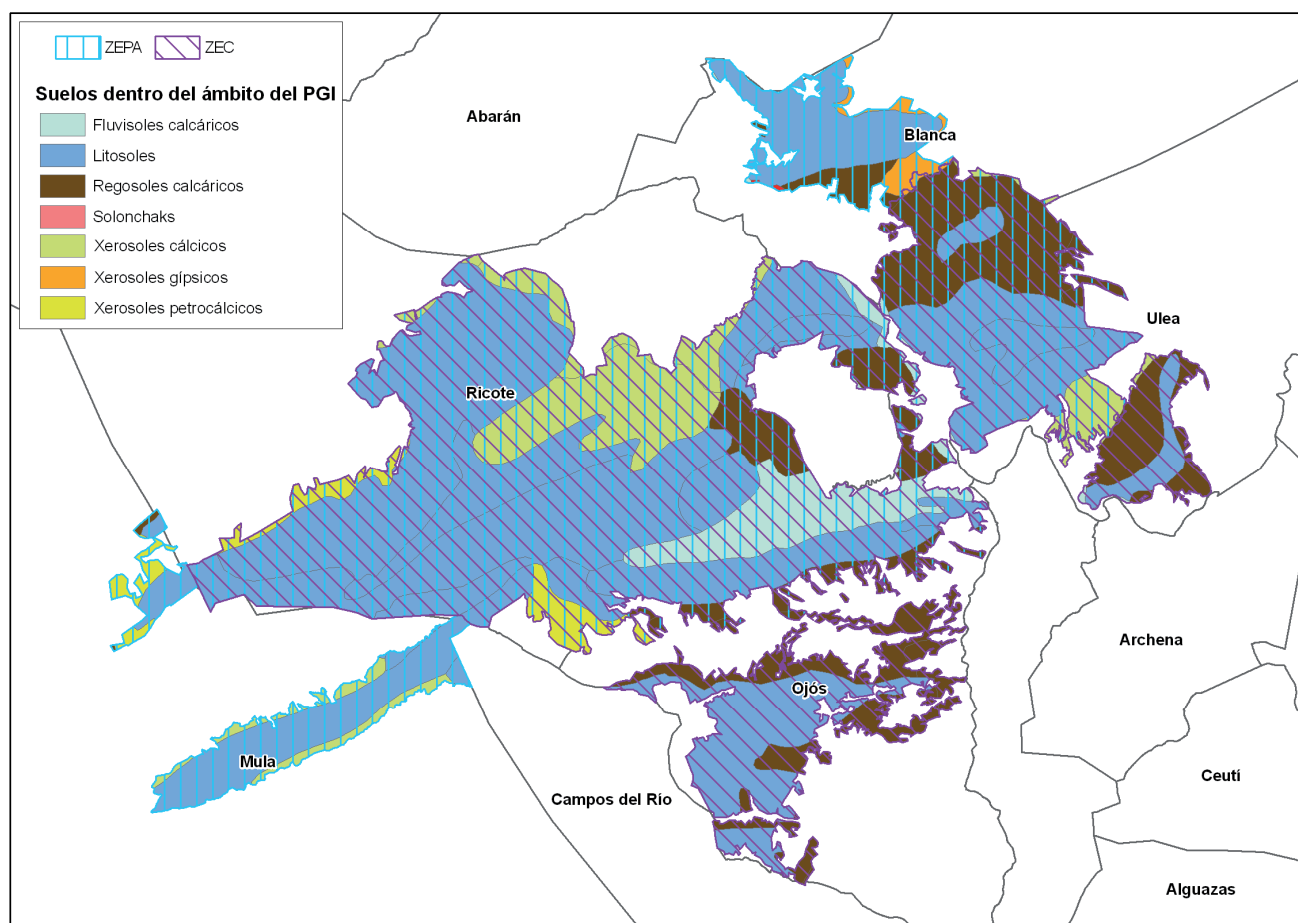 ZEPA
ZEC
Suelos dentro del ámbito del PGI
Fluvisoles calcáricos
Litosoles
Regosoles calcáricos
Solonchaks
Xerosoles cálcicos
Xerosoles gípsicos
Xerosoles petrocálcicos
Abarán
Blanca
Ulea
Ricote
Archena
Ojós
Mula
Ceutí
Campos del Río
Alguazas